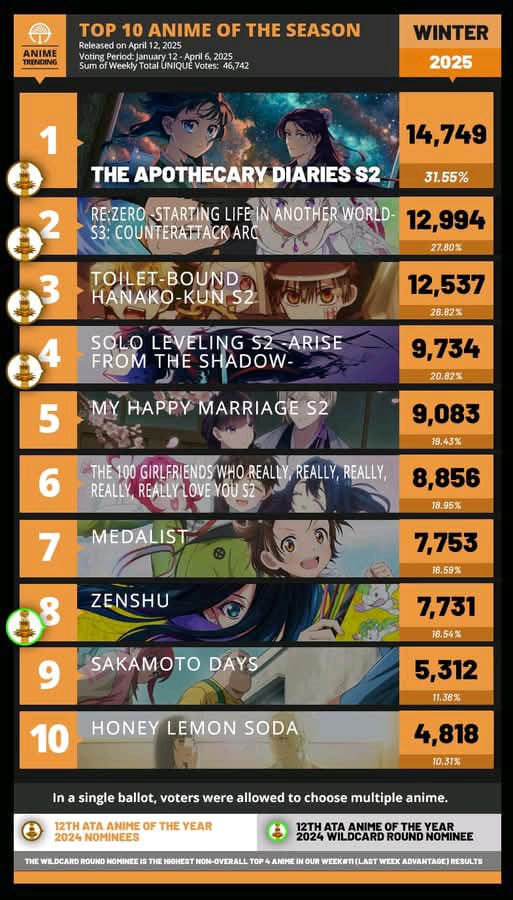 ANIME
TRENDING
TOP 10 ANIME OF THE SEASON
Released on April 12, 2025
Voting Period: January 12 - April 6, 2025
Sum of Weekly Total UNIQUE Votes: 46,742
WINTER
2025
1
THE APOTHECARY DIARIES S2
14,749
31.55%
2
RE:ZERO -STARTING LIFE IN ANOTHER WORLD-
S3: COUNTERATTACK ARC
12,994
27.80%
3
TOILET-BOUND
HANAKO-KUN S2
12,537
26.82%
4
SOLO LEVELING S2 -ARISE
FROM THE SHADOW-
9,734
20.82%
5
MY HAPPY MARRIAGE S2
9,083
19.43%
6
THE 100 GIRLFRIENDS WHO REALLY, REALLY, REALLY,
REALLY, REALLY LOVE YOU S2
8,856
18.95%
7
MEDALIST
7,753
16.59%
8
ZENSHU
7,731
16.54%
9
SAKAMOTO DAYS
5,312
11.36%
10
HONEY LEMON SODA
4,818
10.31%
In a single ballot, voters were allowed to choose multiple anime.
12TH ATA ANIME OF THE YEAR
2024 NOMINEES
12TH ATA ANIME OF THE YEAR
2024 WILDCARD ROUND NOMINEE
THE WILDCARD ROUND NOMINEE IS THE HIGHEST NON-OVERALL TOP 4 ANIME IN OUR WEEK#11 (LAST WEEK ADVANTAGE) RESULTS